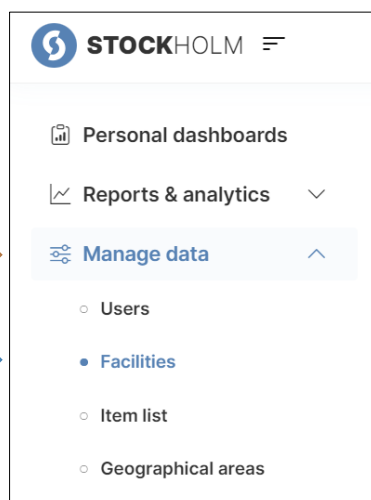 STOCKHOLM
Personal dashboards
Reports & analytics
Manage data
Users
Facilities
Item list
Geographical areas